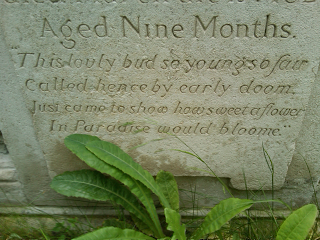 Aged Nine Months.
"This lovly bud so young so fair
Called hence by early doom.
Just came to show how sweet a flower
In Paradise would bloome."